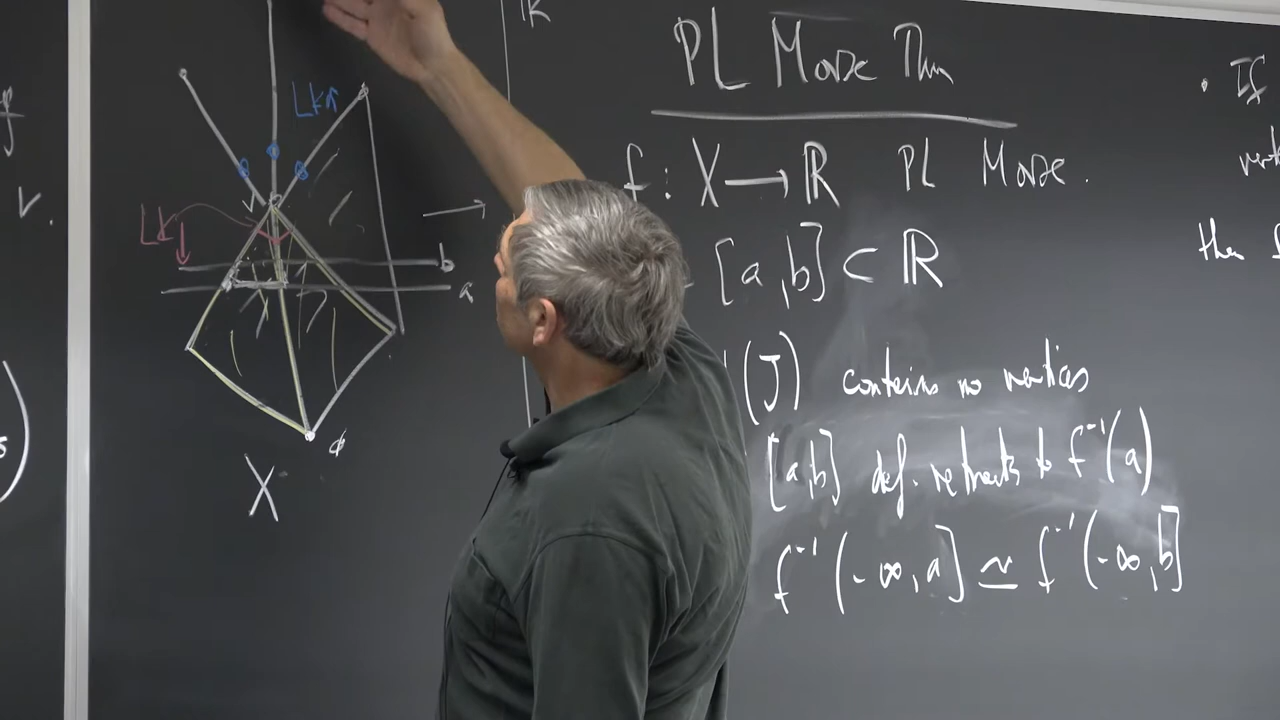 v.
Lk↑
Lk↓
b
a
X
ℝ
PL Morse Thm
f: X → ℝ PL Morse.
[a,b] ⊂ ℝ
(J) contains no vertices
[a,b] def. retracts to f⁻¹(a)
f⁻¹(-∞,a] ≃ f⁻¹(-∞,b]
• If
then